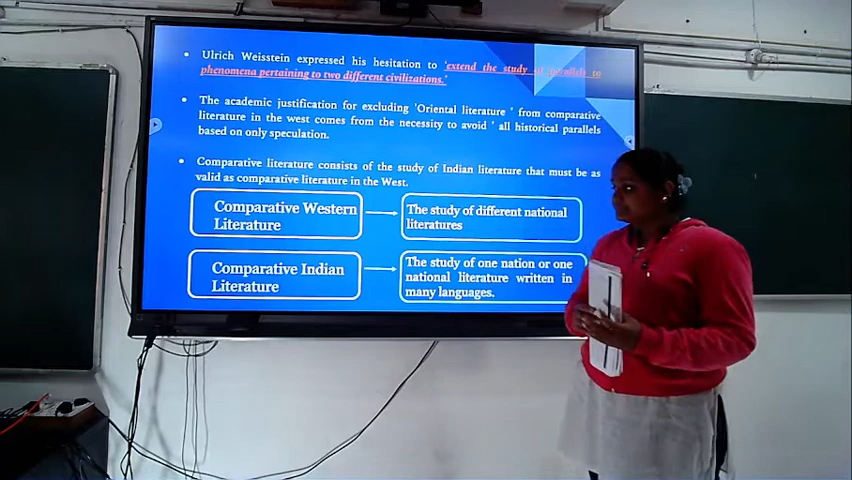 Ulrich Weisstein expressed his hesitation to 'extend the study of parallels to
phenomena pertaining to two different civilizations.'
The academic justification for excluding 'Oriental literature ' from comparative
literature in the west comes from the necessity to avoid ' all historical parallels
based on only speculation.
Comparative literature consists of the study of Indian literature that must be as
valid as comparative literature in the West.
Comparative Western
Literature
The study of different national
literatures
Comparative Indian
Literature
The study of one nation or one
national literature written in
many languages.